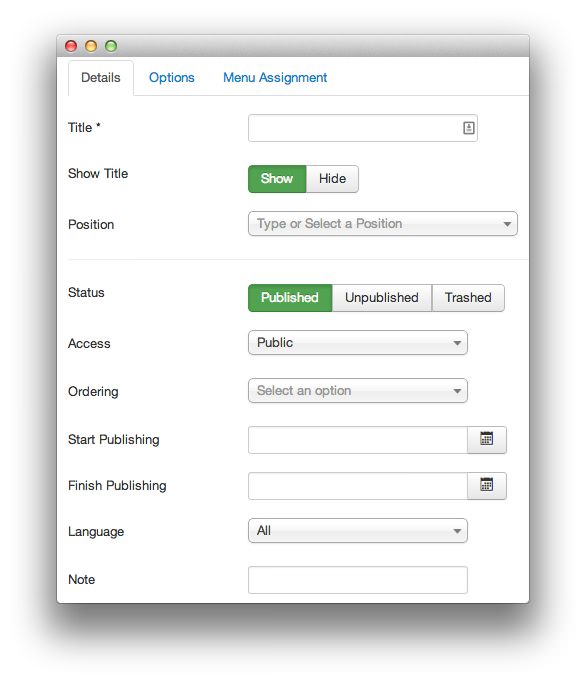 Details Options Menu Assignment
Title *
Show Title Show Hide
Position Type or Select a Position
Status Published Unpublished Trashed
Access Public
Ordering Select an option
Start Publishing
Finish Publishing
Language All
Note